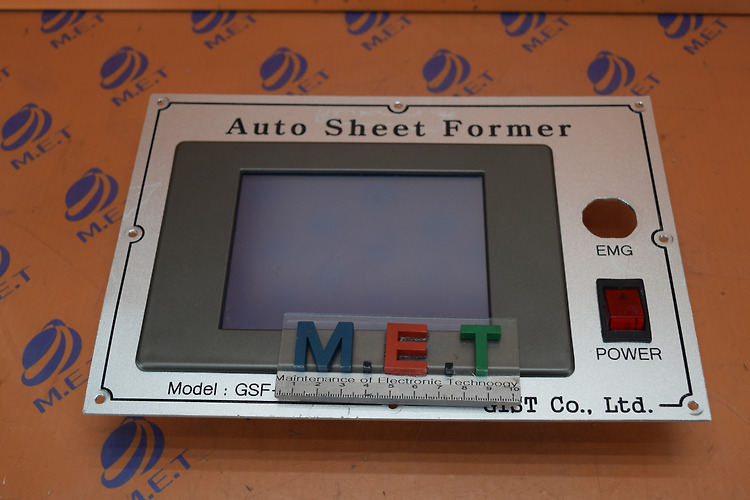 Auto Sheet Former
EMG
POWER
M.E.T
Maintenance of Electronic Technoogy
Model : GSF-
GIST Co., Ltd.
1 2 3 4 5 6 7 8 9 10
M.E.T
M.E.T
M.E.T
M.E.T
M.E.T
M.E.T
M.E.T
M.E.T
M.E.T
M.E.T